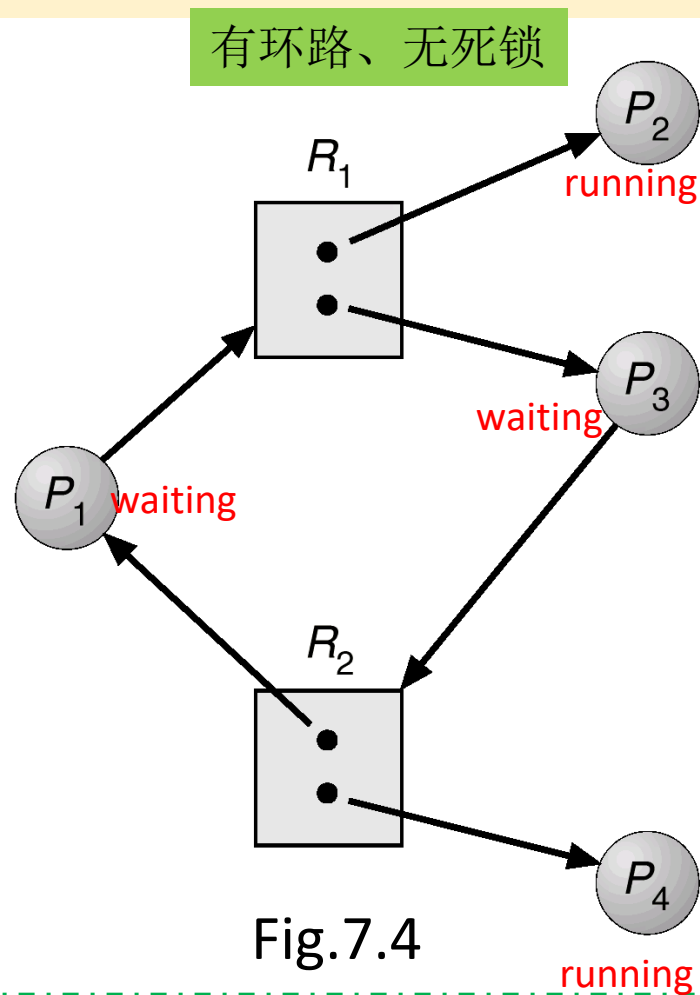 有环路、无死锁
P2
running
R1
P3
waiting
P1
waiting
R2
P4
Fig.7.4
running